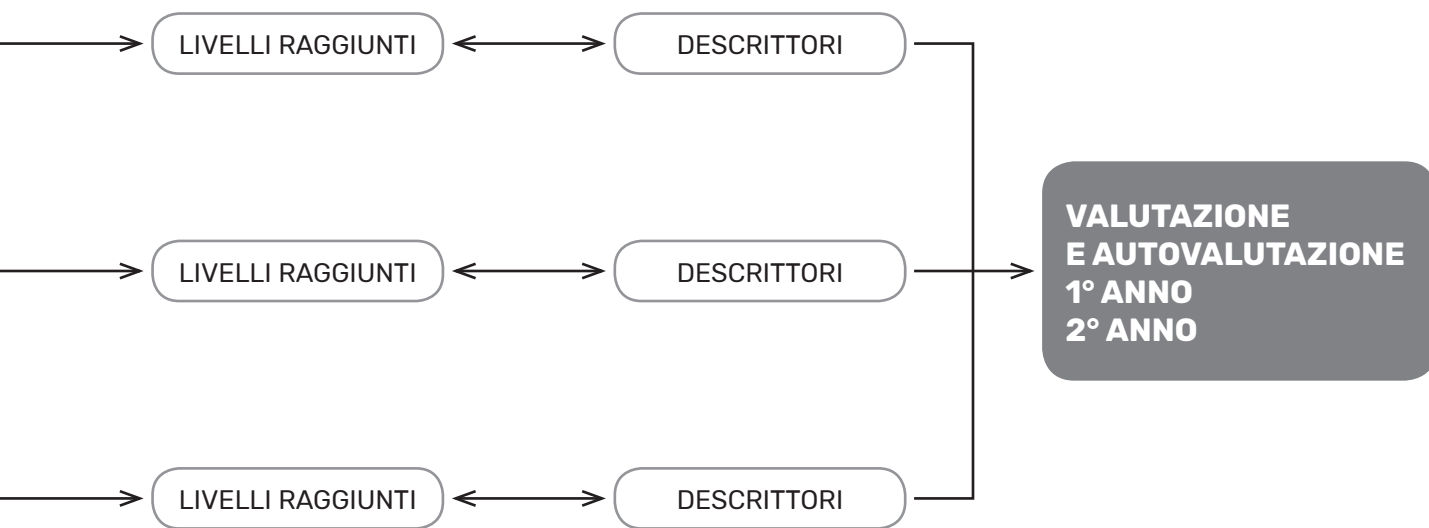 LIVELLI RAGGIUNTI
DESCRITTORI
VALUTAZIONE
E AUTOVALUTAZIONE
1° ANNO
2° ANNO
LIVELLI RAGGIUNTI
DESCRITTORI
LIVELLI RAGGIUNTI
DESCRITTORI